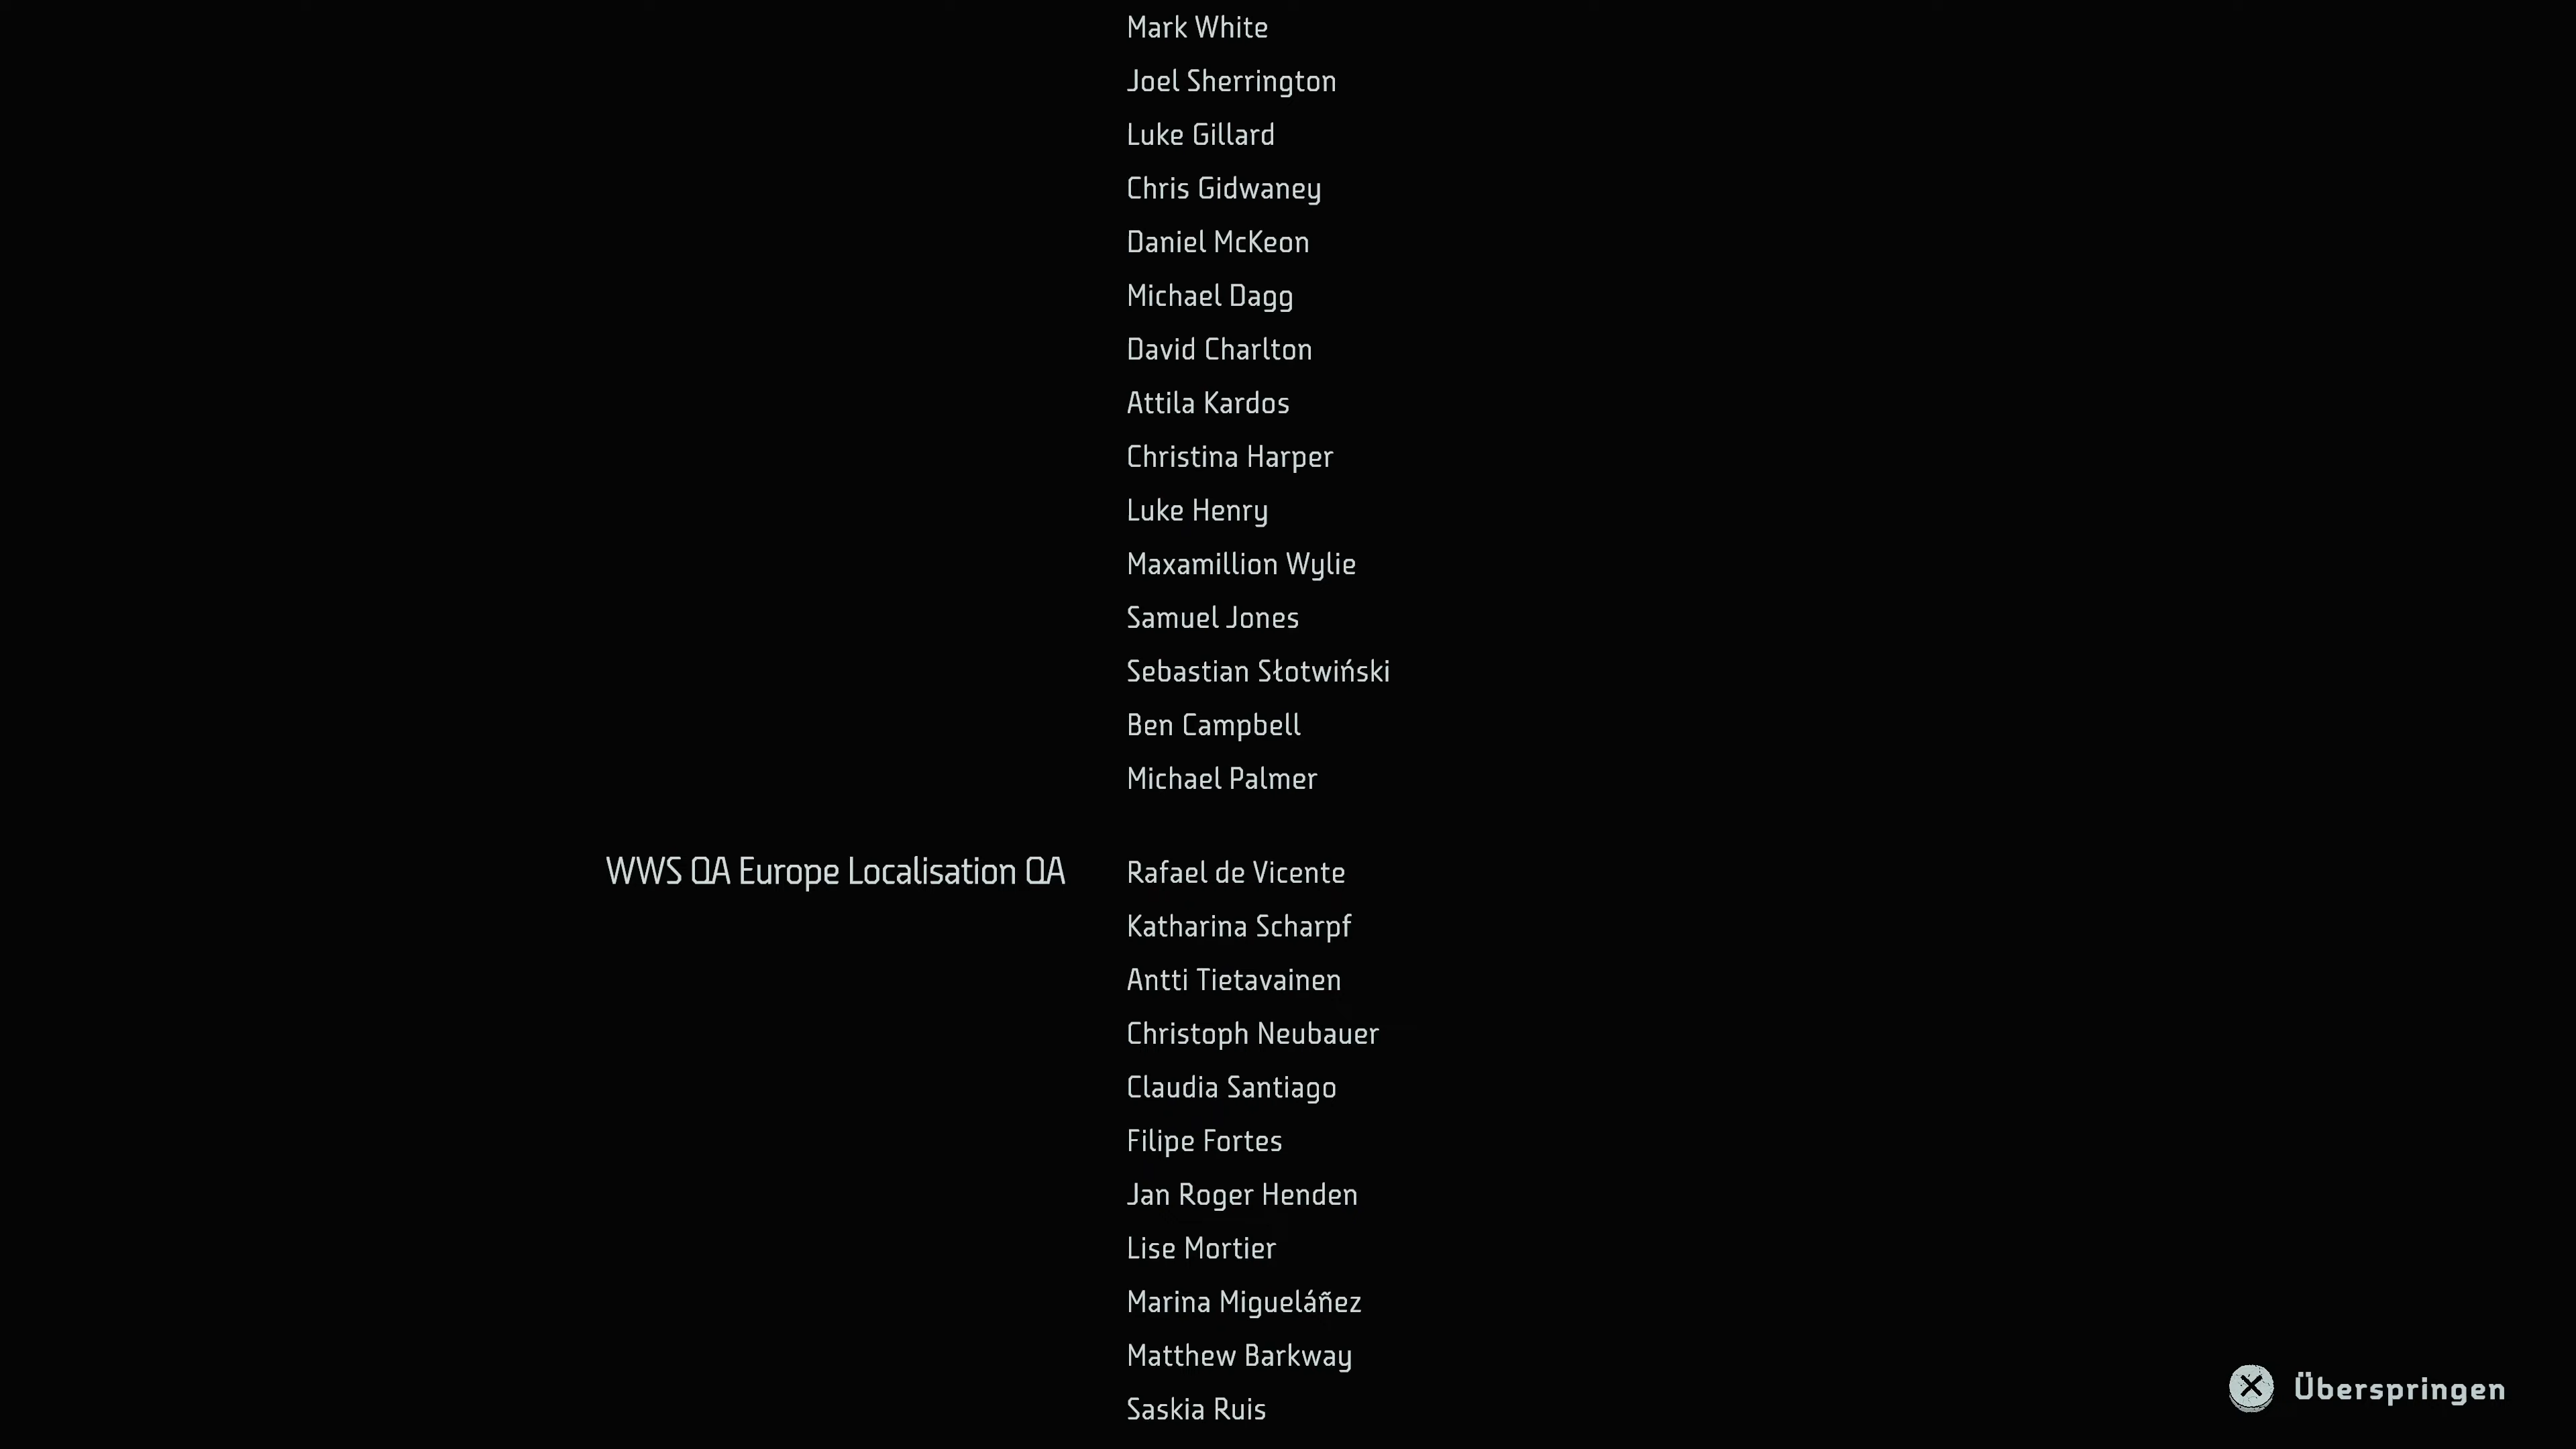 Mark White
Joel Sherrington
Luke Gillard
Chris Gidwaney
Daniel McKeon
Michael Dagg
David Charlton
Attila Kardos
Christina Harper
Luke Henry
Maxamillion Wylie
Samuel Jones
Sebastian Słotwiński
Ben Campbell
Michael Palmer
WWS QA Europe Localisation QA Rafael de Vicente
Katharina Scharpf
Antti Tietavainen
Christoph Neubauer
Claudia Santiago
Filipe Fortes
Jan Roger Henden
Lise Mortier
Marina Migueláñez
Matthew Barkway
Saskia Ruis
Überspringen